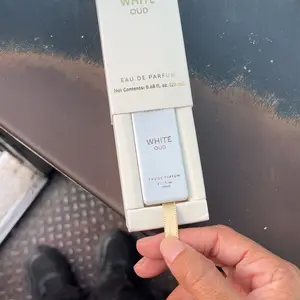 WHITE
OUD
EAU DE PARFUM
Net Contents: 0.68 fl. oz.
WHITE
OUD
EAU DE PARFUM